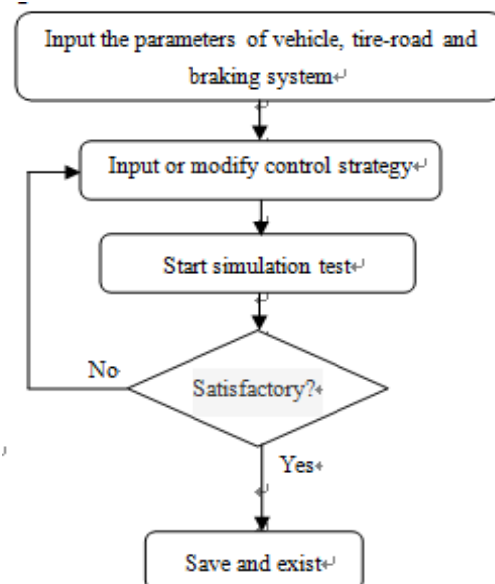 Input the parameters of vehicle, tire-road and
braking system
Input or modify control strategy
Start simulation test
Satisfactory?
No
Yes
Save and exist